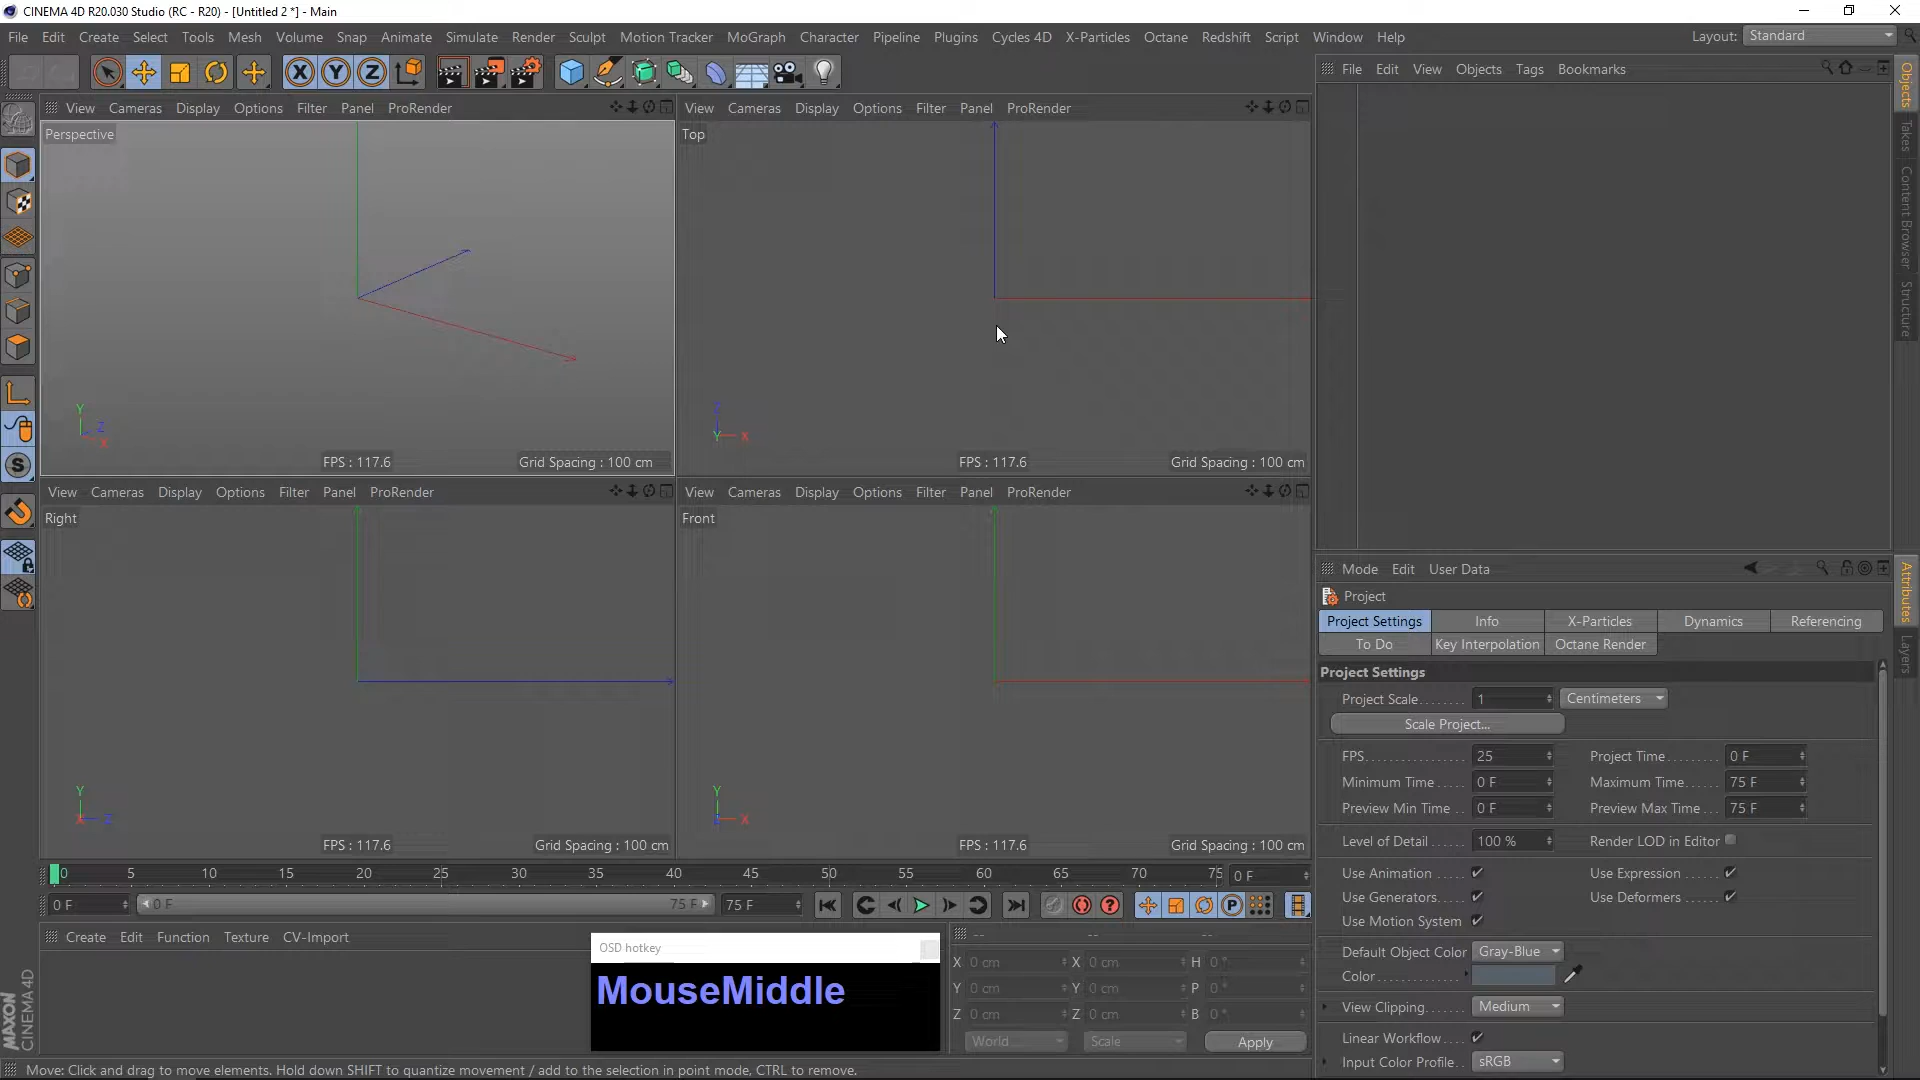 CINEMA 4D R20.030 Studio (RC - R20) - [Untitled 2 *] - Main
File Edit Create Select Tools Mesh Volume Snap Animate Simulate Render Sculpt Motion Tracker MoGraph Character Pipeline Plugins Cycles 4D X-Particles Octane Redshift Script Window Help
Layout: Standard
File Edit View Objects Tags Bookmarks
View Cameras Display Options Filter Panel ProRender
View Cameras Display Options Filter Panel ProRender
Perspective
Top
Y
Z
X
Z
Y
X
FPS : 117.6
Grid Spacing : 100 cm
FPS : 117.6
Grid Spacing : 100 cm
View Cameras Display Options Filter Panel ProRender
View Cameras Display Options Filter Panel ProRender
Right
Front
Y
X
Z
Y
Z
X
FPS : 117.6
Grid Spacing : 100 cm
FPS : 117.6
Grid Spacing : 100 cm
Objects
Takes
Content Browser
Structure
Mode Edit User Data
Project
Project Settings Info X-Particles Dynamics Referencing
To Do Key Interpolation Octane Render
Project Settings
Project Scale........ 1 Centimeters
Scale Project...
FPS................ 25 Project Time......... 0 F
Minimum Time..... 0 F Maximum Time...... 75 F
Preview Min Time .. 0 F Preview Max Time ... 75 F
Level of Detail ...... 100 % Render LOD in Editor
Use Animation ..... Use Expression .......
Use Generators..... Use Deformers .......
Use Motion System
Default Object Color Gray-Blue
Color...............
View Clipping....... Medium
Linear Workflow....
Input Color Profile.. sRGB
Attributes
Layers
0 5 10 15 20 25 30 35 40 45 50 55 60 65 70 75 0 F
0 F 0 F 75 F 75 F
Create Edit Function Texture CV-Import
OSD hotkey
MouseMiddle
-- -- --
X 0 cm X 0 cm H 0 °
Y 0 cm Y 0 cm P 0 °
Z 0 cm Z 0 cm B 0 °
World Scale Apply
MAXON
CINEMA 4D
Move: Click and drag to move elements. Hold down SHIFT to quantize movement / add to the selection in point mode, CTRL to remove.